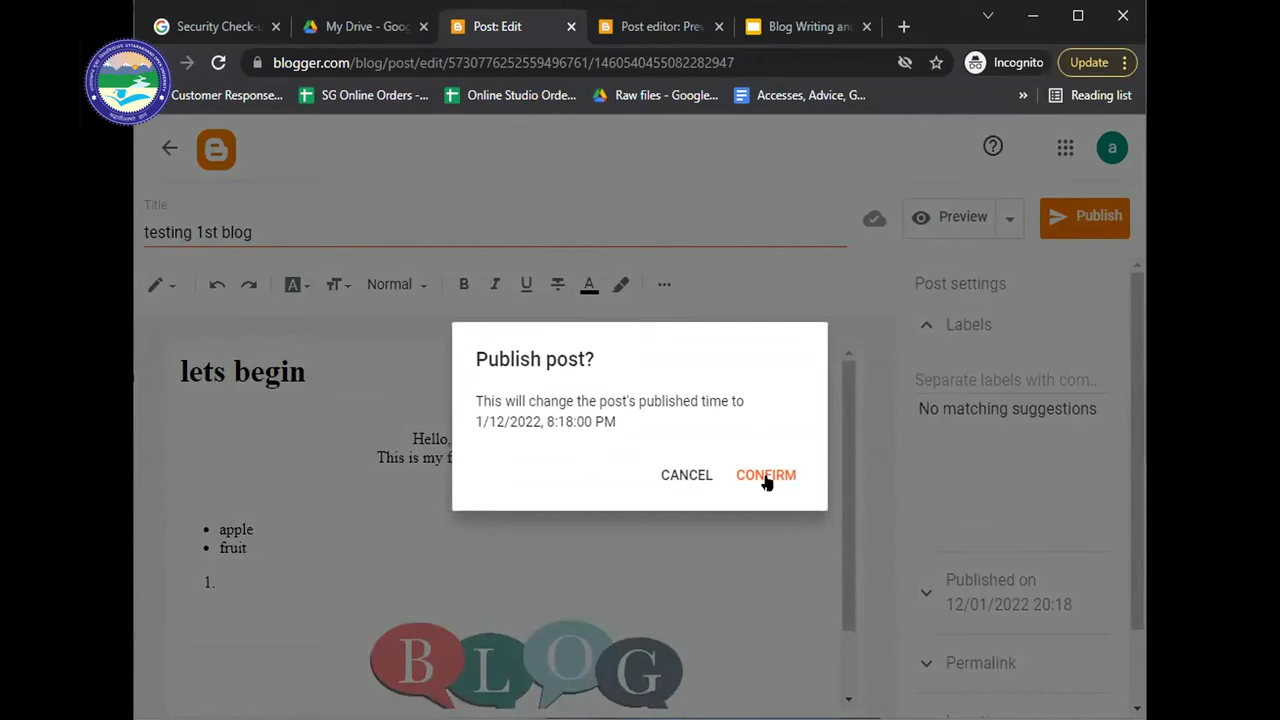 Security Check-u
My Drive - Goog
Post: Edit
Post editor: Prev
Blog Writing and
blogger.com/blog/post/edit/5730776252559496761/1460540455082282947
Incognito
Update
Customer Response...
SG Online Orders -...
Online Studio Orde...
Raw files - Google...
Accesses, Advce, G...
»
Reading list
a
Title
testing 1st blog
Preview
Publish
Normal
B
I
U
A
Post settings
Labels
Separate labels with com..
No matching suggestions
lets begin
Hello,
This is my f
Publish post?
This will change the post's published time to
1/12/2022, 8:18:00 PM
CANCEL
CONFIRM
• apple
• fruit
1.
Published on
12/01/2022 20:18
BLOG
Permalink